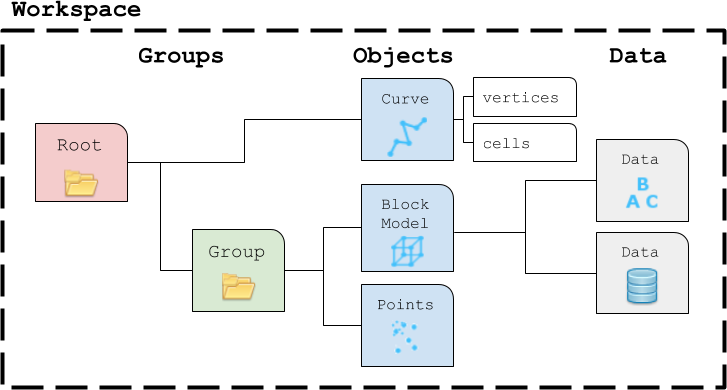 Workspace
Groups
Objects
Data
Curve
vertices
cells
Root
Data
B
A C
Block
Model
Group
Data
Points